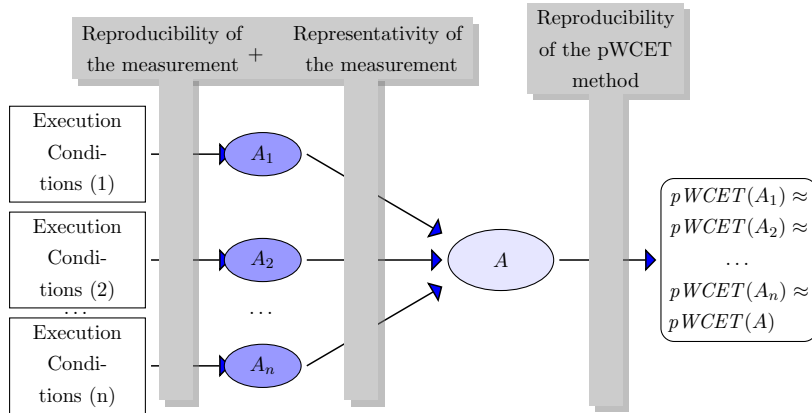 Reproducibility of
the measurement
+
Representativity of
the measurement
Reproducibility
of the pWCET
method
Execution
Condi-
tions (1)
A₁
Execution
Condi-
tions (2)
A₂
...
...
Execution
Condi-
tions (n)
Aₙ
A
pWCET(A₁) ≈
pWCET(A₂) ≈
...
pWCET(Aₙ) ≈
pWCET(A)